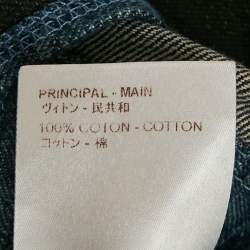 PRINCIPAL - MAIN
ヴィトン - 民共和
100% COTON - COTTON
コットン - 棉